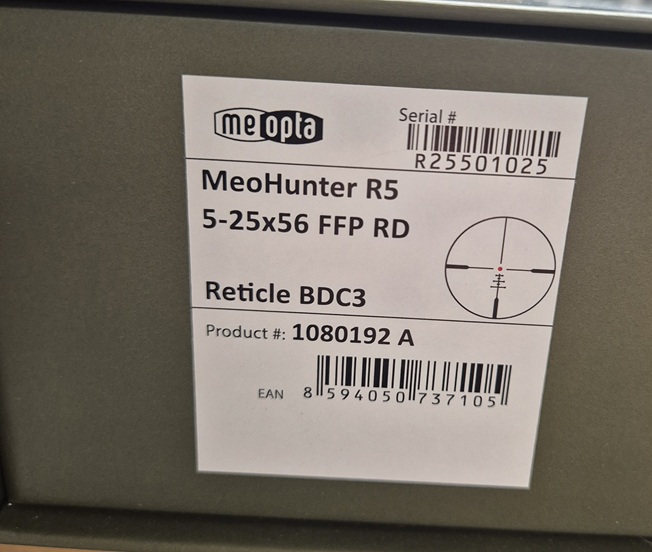 meopta
Serial #
R25501025
MeoHunter R5
5-25x56 FFP RD
Reticle BDC3
Product #: 1080192 A
EAN 8 594050 737105